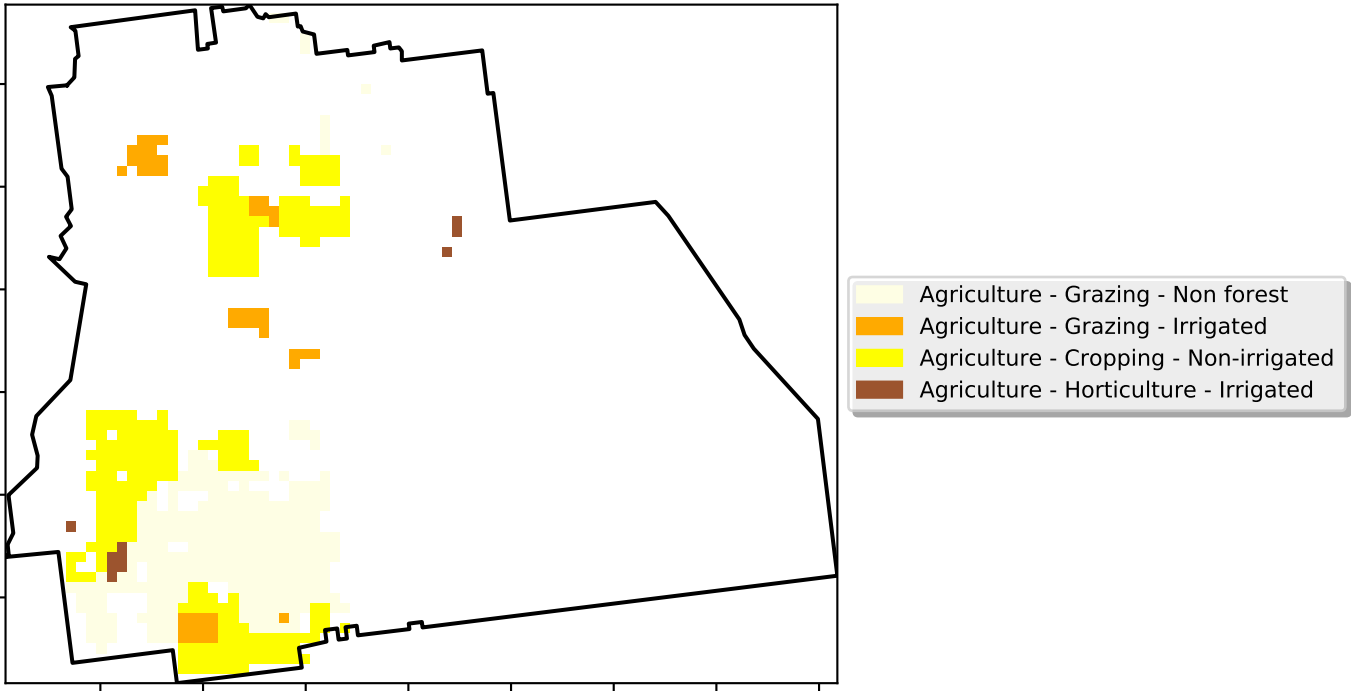 Agriculture - Grazing - Non forest
Agriculture - Grazing - Irrigated
Agriculture - Cropping - Non-irrigated
Agriculture - Horticulture - Irrigated